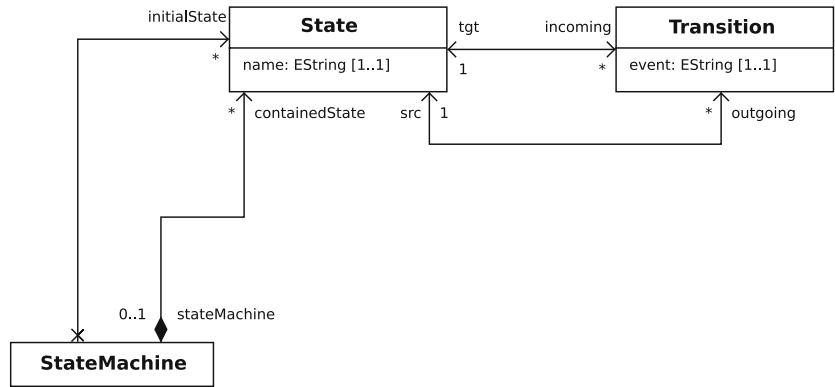 initialState
*
State
name: EString [1..1]
tgt
1
incoming
*
Transition
event: EString [1..1]
* containedState
src 1
* outgoing
0..1 stateMachine
StateMachine